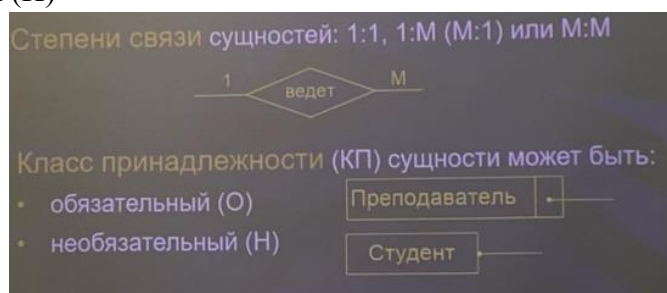 (Н)
Степени связи сущностей: 1:1, 1:М (М:1) или М:М
1 ведет М
Класс принадлежности (КП) сущности может быть:
• обязательный (О)
Преподаватель
• необязательный (Н)
Студент